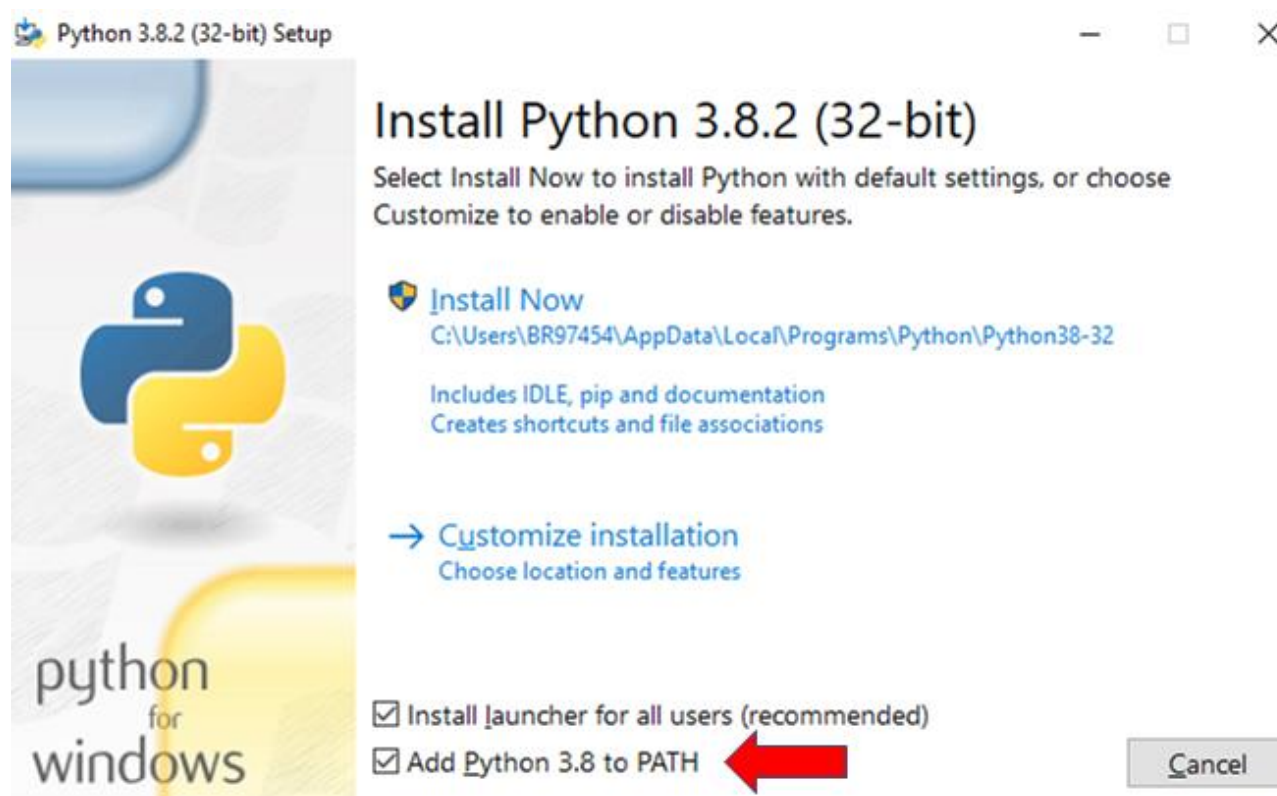 Python 3.8.2 (32-bit) Setup
Install Python 3.8.2 (32-bit)
Select Install Now to install Python with default settings, or choose
Customize to enable or disable features.
Install Now
C:\Users\BR97454\AppData\Local\Programs\Python\Python38-32
Includes IDLE, pip and documentation
Creates shortcuts and file associations
Customize installation
Choose location and features
python
for
windows
Install launcher for all users (recommended)
Add Python 3.8 to PATH
Cancel